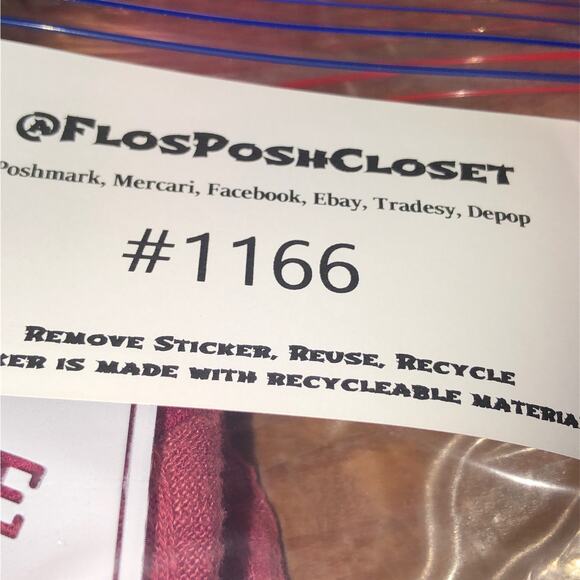 @FlosPoshCloset
Poshmark, Mercari, Facebook, Ebay, Tradesy, Depop
#1166
Remove Sticker, Reuse, Recycle
is made with recycleable
E